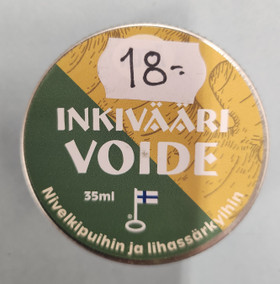 18.-
INKIVÄÄRI
VOIDE
35ml
Nivelkipuihin ja lihassärkyihin